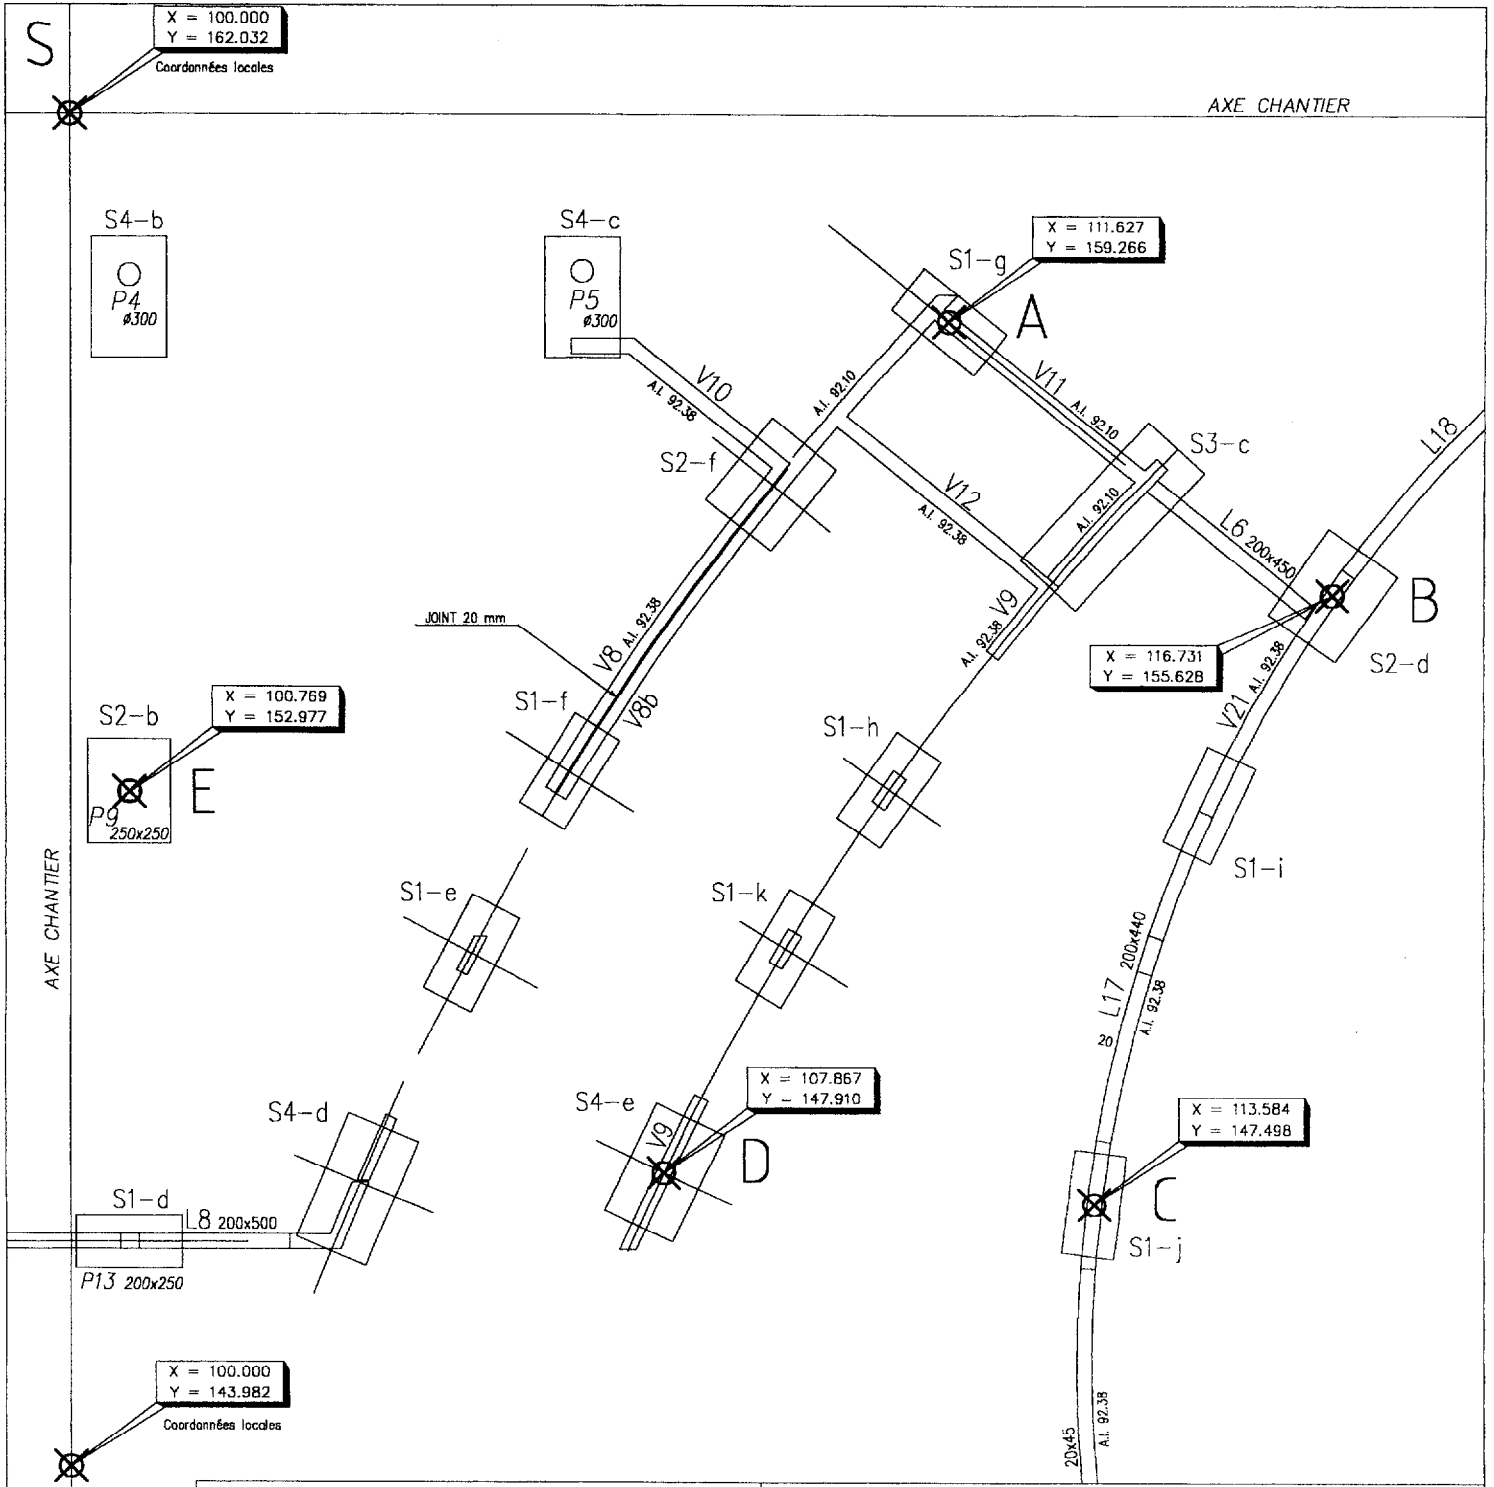 S
X = 100.000
Y = 162.032
Coordonnées locales
AXE CHANTIER
S4-b
P4
ø300
S4-c
P5
ø300
S1-g
X = 111.627
Y = 159.266
A
V10
A.I. 92.38
A.I. 92.10
V11
A.I. 92.10
S2-f
V12
A.I. 92.38
S3-c
A.I. 92.10
L18
L6 200x450
B
S2-d
X = 116.731
Y = 155.628
V9
A.I. 92.38
JOINT 20 mm
V8
A.I. 92.38
V8b
S1-f
V21
A.I. 92.38
S2-b
X = 100.769
Y = 152.977
E
P9
250x250
S1-h
S1-i
AXE CHANTIER
S1-e
S1-k
L17 200x440
20
A.I. 92.38
S4-d
S4-e
V9
X = 107.867
Y - 147.910
D
X = 113.584
Y = 147.498
C
S1-j
S1-d
L8 200x500
P13 200x250
X = 100.000
Y = 143.982
Coordonnées locales
20x45
A.I. 92.38